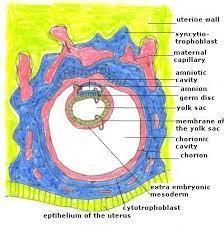 uterine wall
syncytio-
trophoblast
maternal
capillary
amniotic
cavity
amnion
germ disc
yolk sac
membrane of
the yolk sac
chorionic
cavity
chorion
extra embryonic
mesoderm
cytotrophoblast
epithelium of the uterus